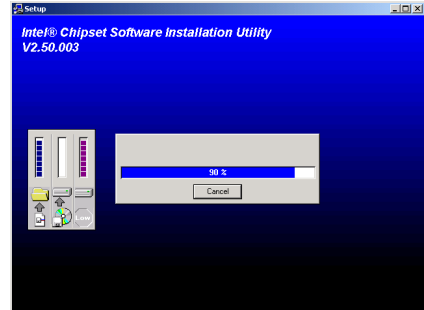 Setup
Intel® Chipset Software Installation Utility
V2.50.003
90 %
Cancel
Low